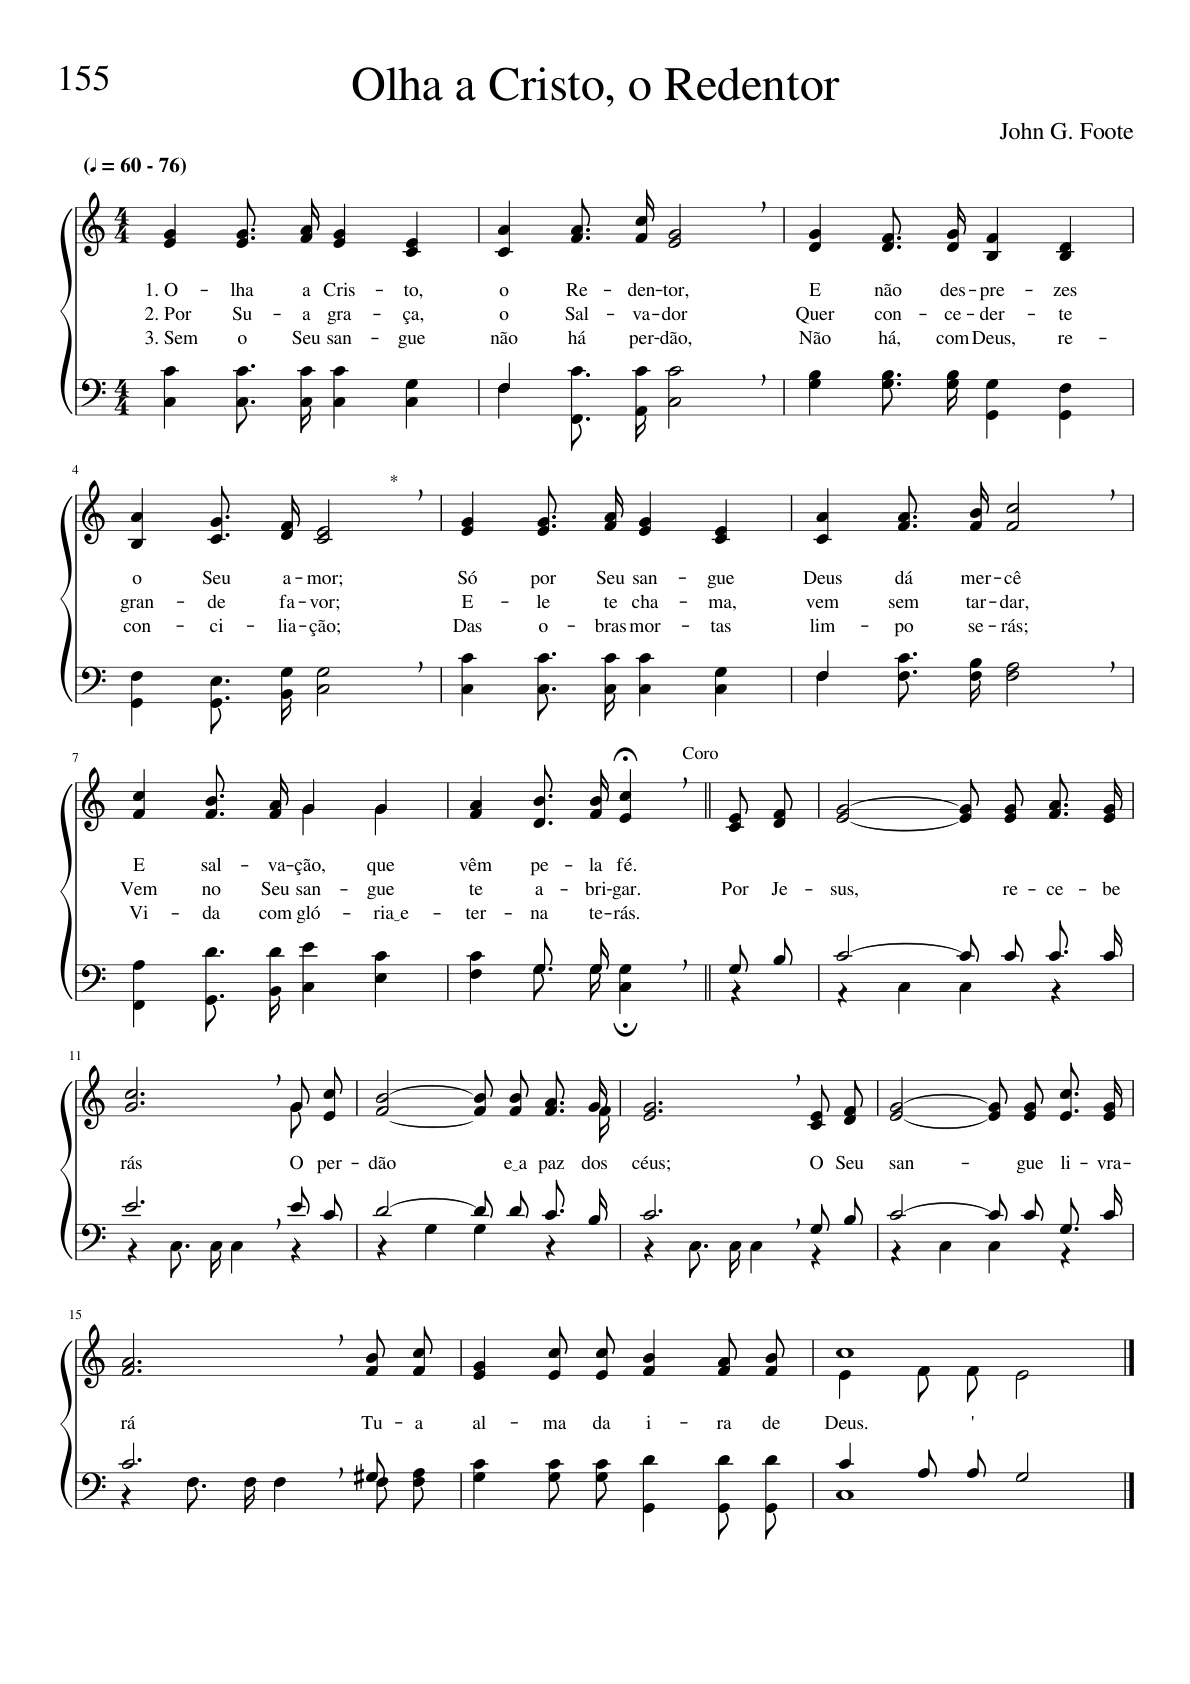 155
Olha a Cristo, o Redentor
John G. Foote
(♩ = 60 - 76)
1. O - lha a Cris - to, o Re - den - tor, E não des - pre - zes
2. Por Su - a gra - ça, o Sal - va - dor Quer con - ce - der - te
3. Sem o Seu san - gue não há per - dão, Não há, com Deus, re -
4
*
o Seu a - mor; Só por Seu san - gue Deus dá mer - cê
gran - de fa - vor; E - le te cha - ma, vem sem tar - dar,
con - ci - lia - ção; Das o - bras mor - tas lim - po se - rás;
7
Coro
E sal - va - ção, que vêm pe - la fé.
Vem no Seu san - gue te a - bri - gar. Por Je - sus, re - ce - be
Vi - da com gló - ria‿e - ter - na te - rás.
11
rás O per - dão e‿a paz dos céus; O Seu san - gue li - vra -
15
rá Tu - a al - ma da i - ra de Deus. '